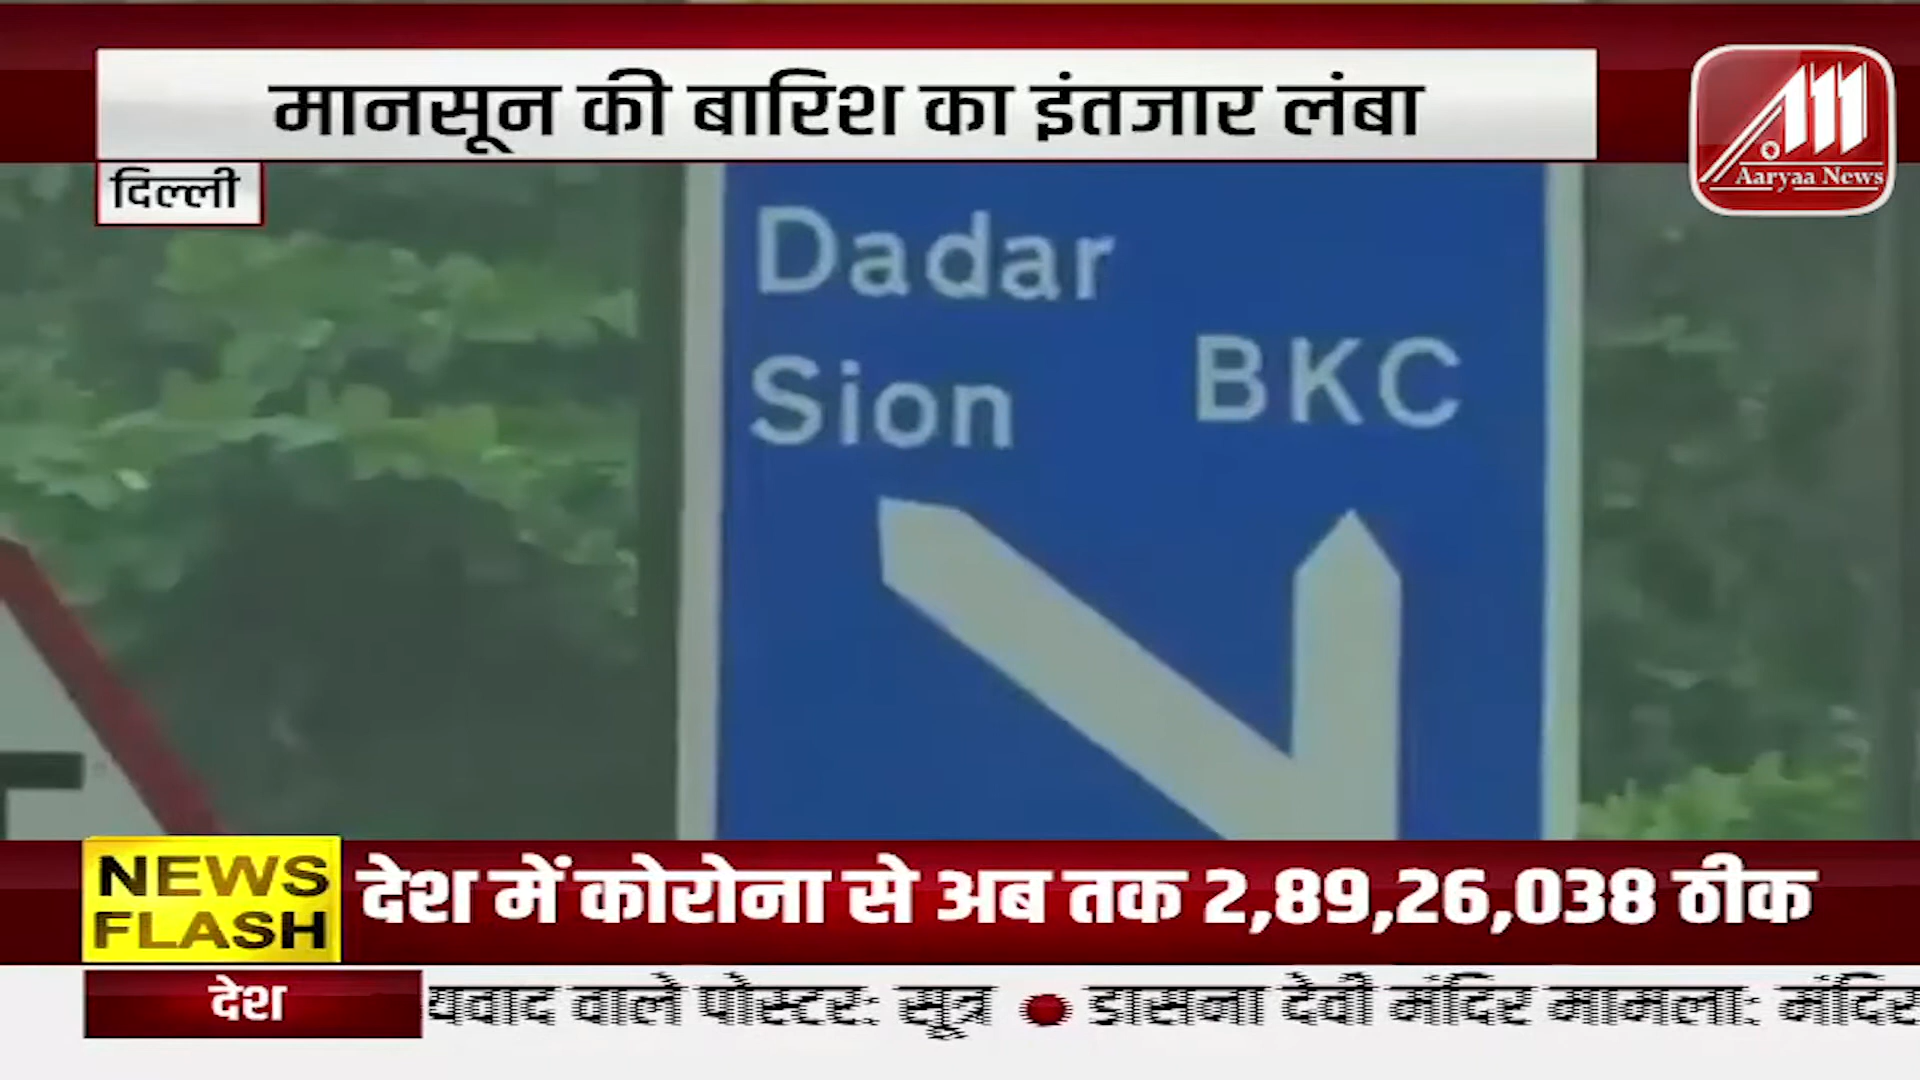 मानसून की बारिश का इंतजार लंबा
Aaryaa News
दिल्ली
Dadar
Sion
BKC
NEWS
FLASH
देश में कोरोना से अब तक 2,89,26,038 ठीक
देश
यवाद वाले पोस्टर: सूत्र ● डासना देवी मंदिर मामला: मंदिर